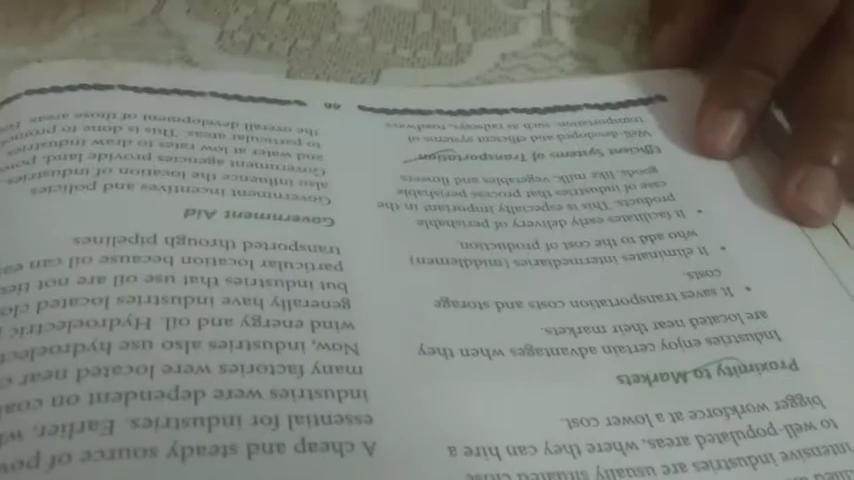 intensive industries are usually situated close
to well-populated areas, where they can hire a
bigger workforce at a lower cost.
Proximity to Markets
Industries enjoy certain advantages when they
are located near their markets.
• It saves transportation costs and storage
costs.
• It eliminates intermediaries (middlemen)
who add to the cost of production.
• It facilitates early delivery of perishable
products. This is especially important in the
case of industries that process perishable
goods, like milk, vegetables and flowers
Efficient Systems of Transportation
Well-developed and efficient systems of
transportation, such as railways, roadways
A cheap and steady source of
essential for industries. Earlier,
industries were dependent on
many factories were located near
Now, industries also use
wind energy and oil. Hydroelectric
generally have industries located
but industries that use oil are not
particular location because oil can
transported through pipelines
Government Aid
Government incentives and policies
also influence the location of industries.
Government agencies provide land,
and water at low rates to draw industries
to particular areas. This is done to
the overall development of those areas.